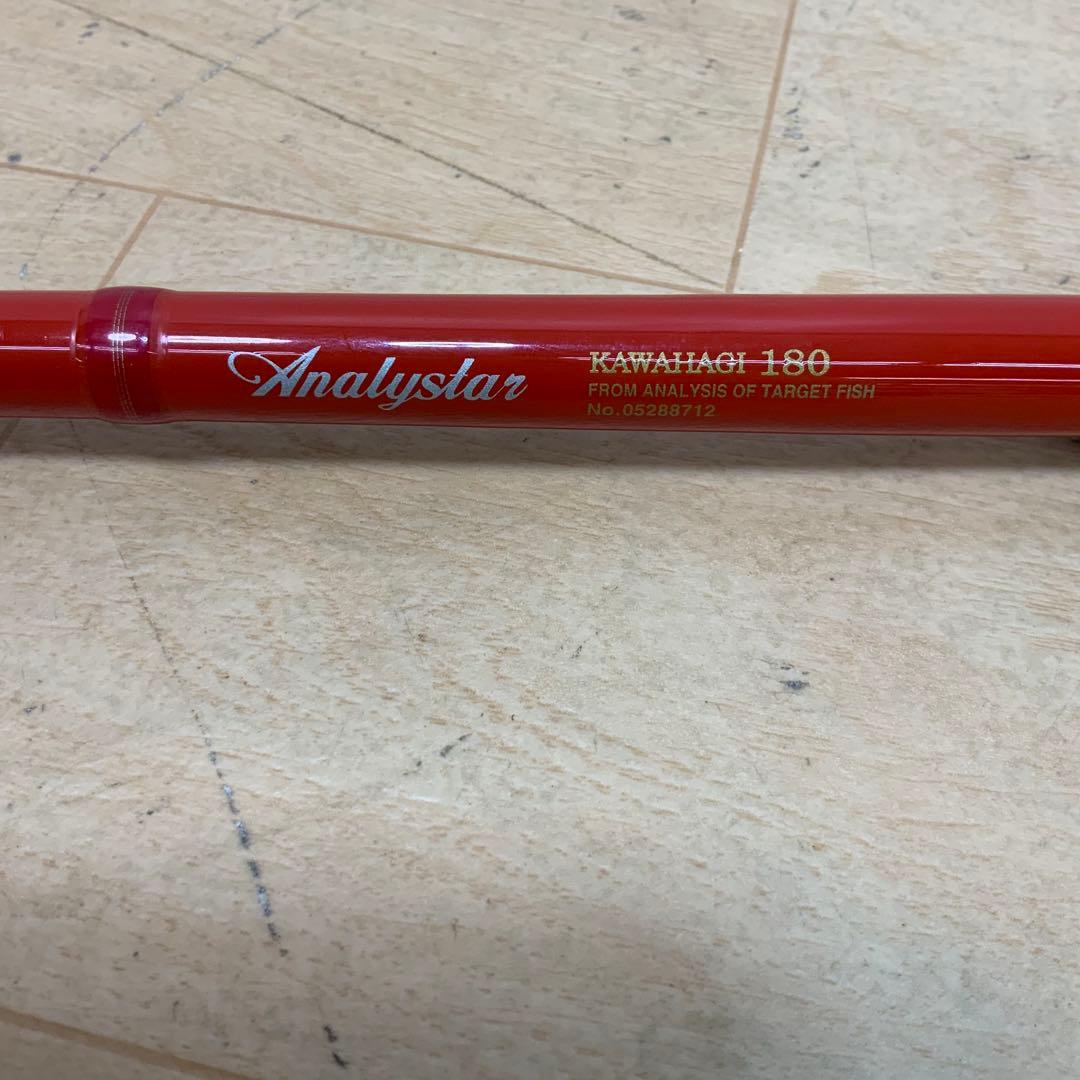 Analystar
KAWAHAGI 180
FROM ANALYSIS OF TARGET FISH
No.05288712